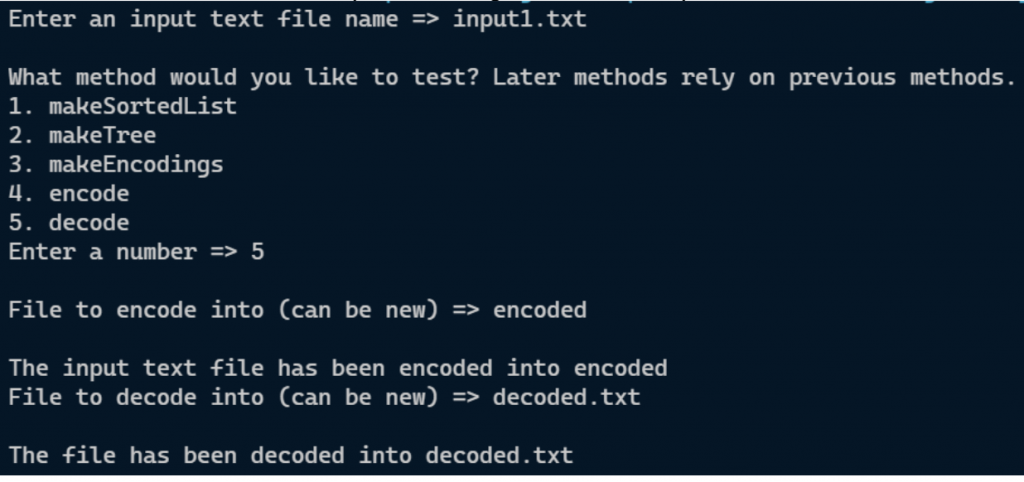 Enter an input text file name => input1.txt
What method would you like to test? Later methods rely on previous methods.
1. makeSortedList
2. makeTree
3. makeEncodings
4. encode
5. decode
Enter a number => 5
File to encode into (can be new) => encoded
The input text file has been encoded into encoded
File to decode into (can be new) => decoded.txt
The file has been decoded into decoded.txt